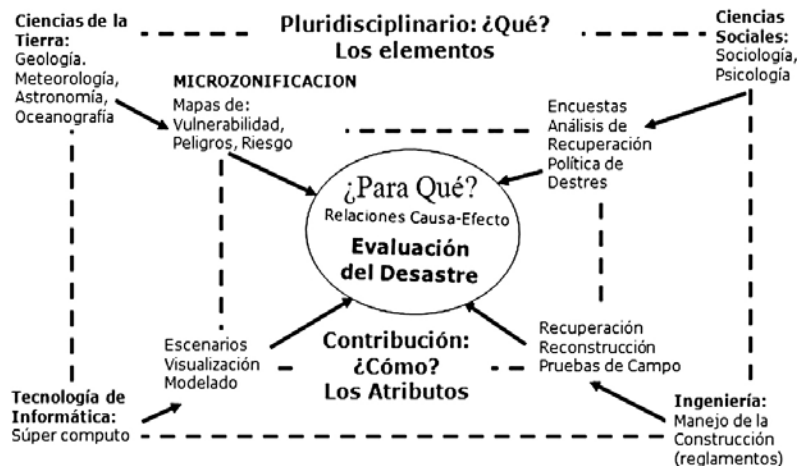 Ciencias de la
Tierra:
Geología.
Meteorología,
Astronomía,
Oceanografía
Pluridisciplinario: ¿Qué?
Los elementos
Ciencias
Sociales:
Sociología,
Psicología
MICROZONIFICACION
Mapas de:
Vulnerabilidad,
Peligros, Riesgo
Encuestas
Análisis de
Recuperación
Política de
Destres
¿Para Qué?
Relaciones Causa-Efecto
Evaluación
del Desastre
Escenarios
Visualización
Modelado
Contribución:
¿Cómo?
Los Atributos
Recuperación
Reconstrucción
Pruebas de Campo
Tecnología de
Informática:
Súper computo
Ingeniería:
Manejo de la
Construcción
(reglamentos)